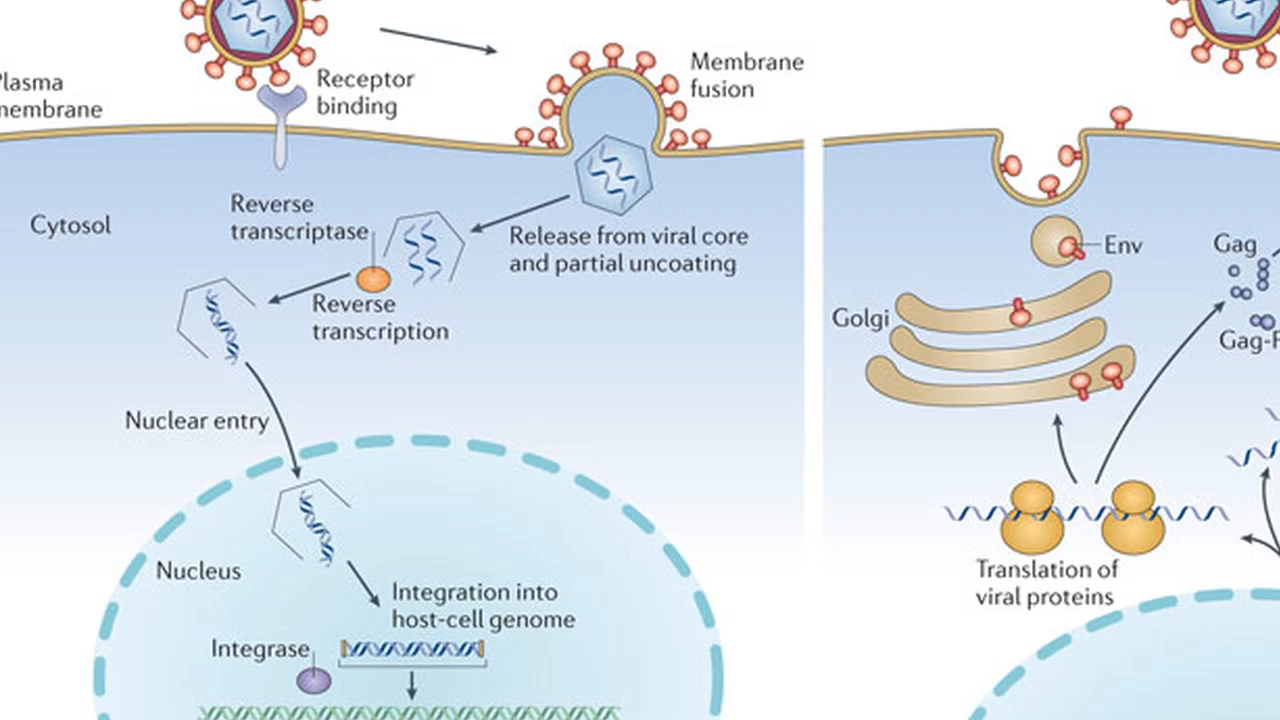 Plasma
membrane
Receptor
binding
Membrane
fusion
Cytosol
Reverse
transcriptase
Release from viral core
and partial uncoating
Reverse
transcription
Nuclear entry
Nucleus
Integration into
host-cell genome
Integrase
Env
Golgi
Gag
Gag-P
Translation of
viral proteins